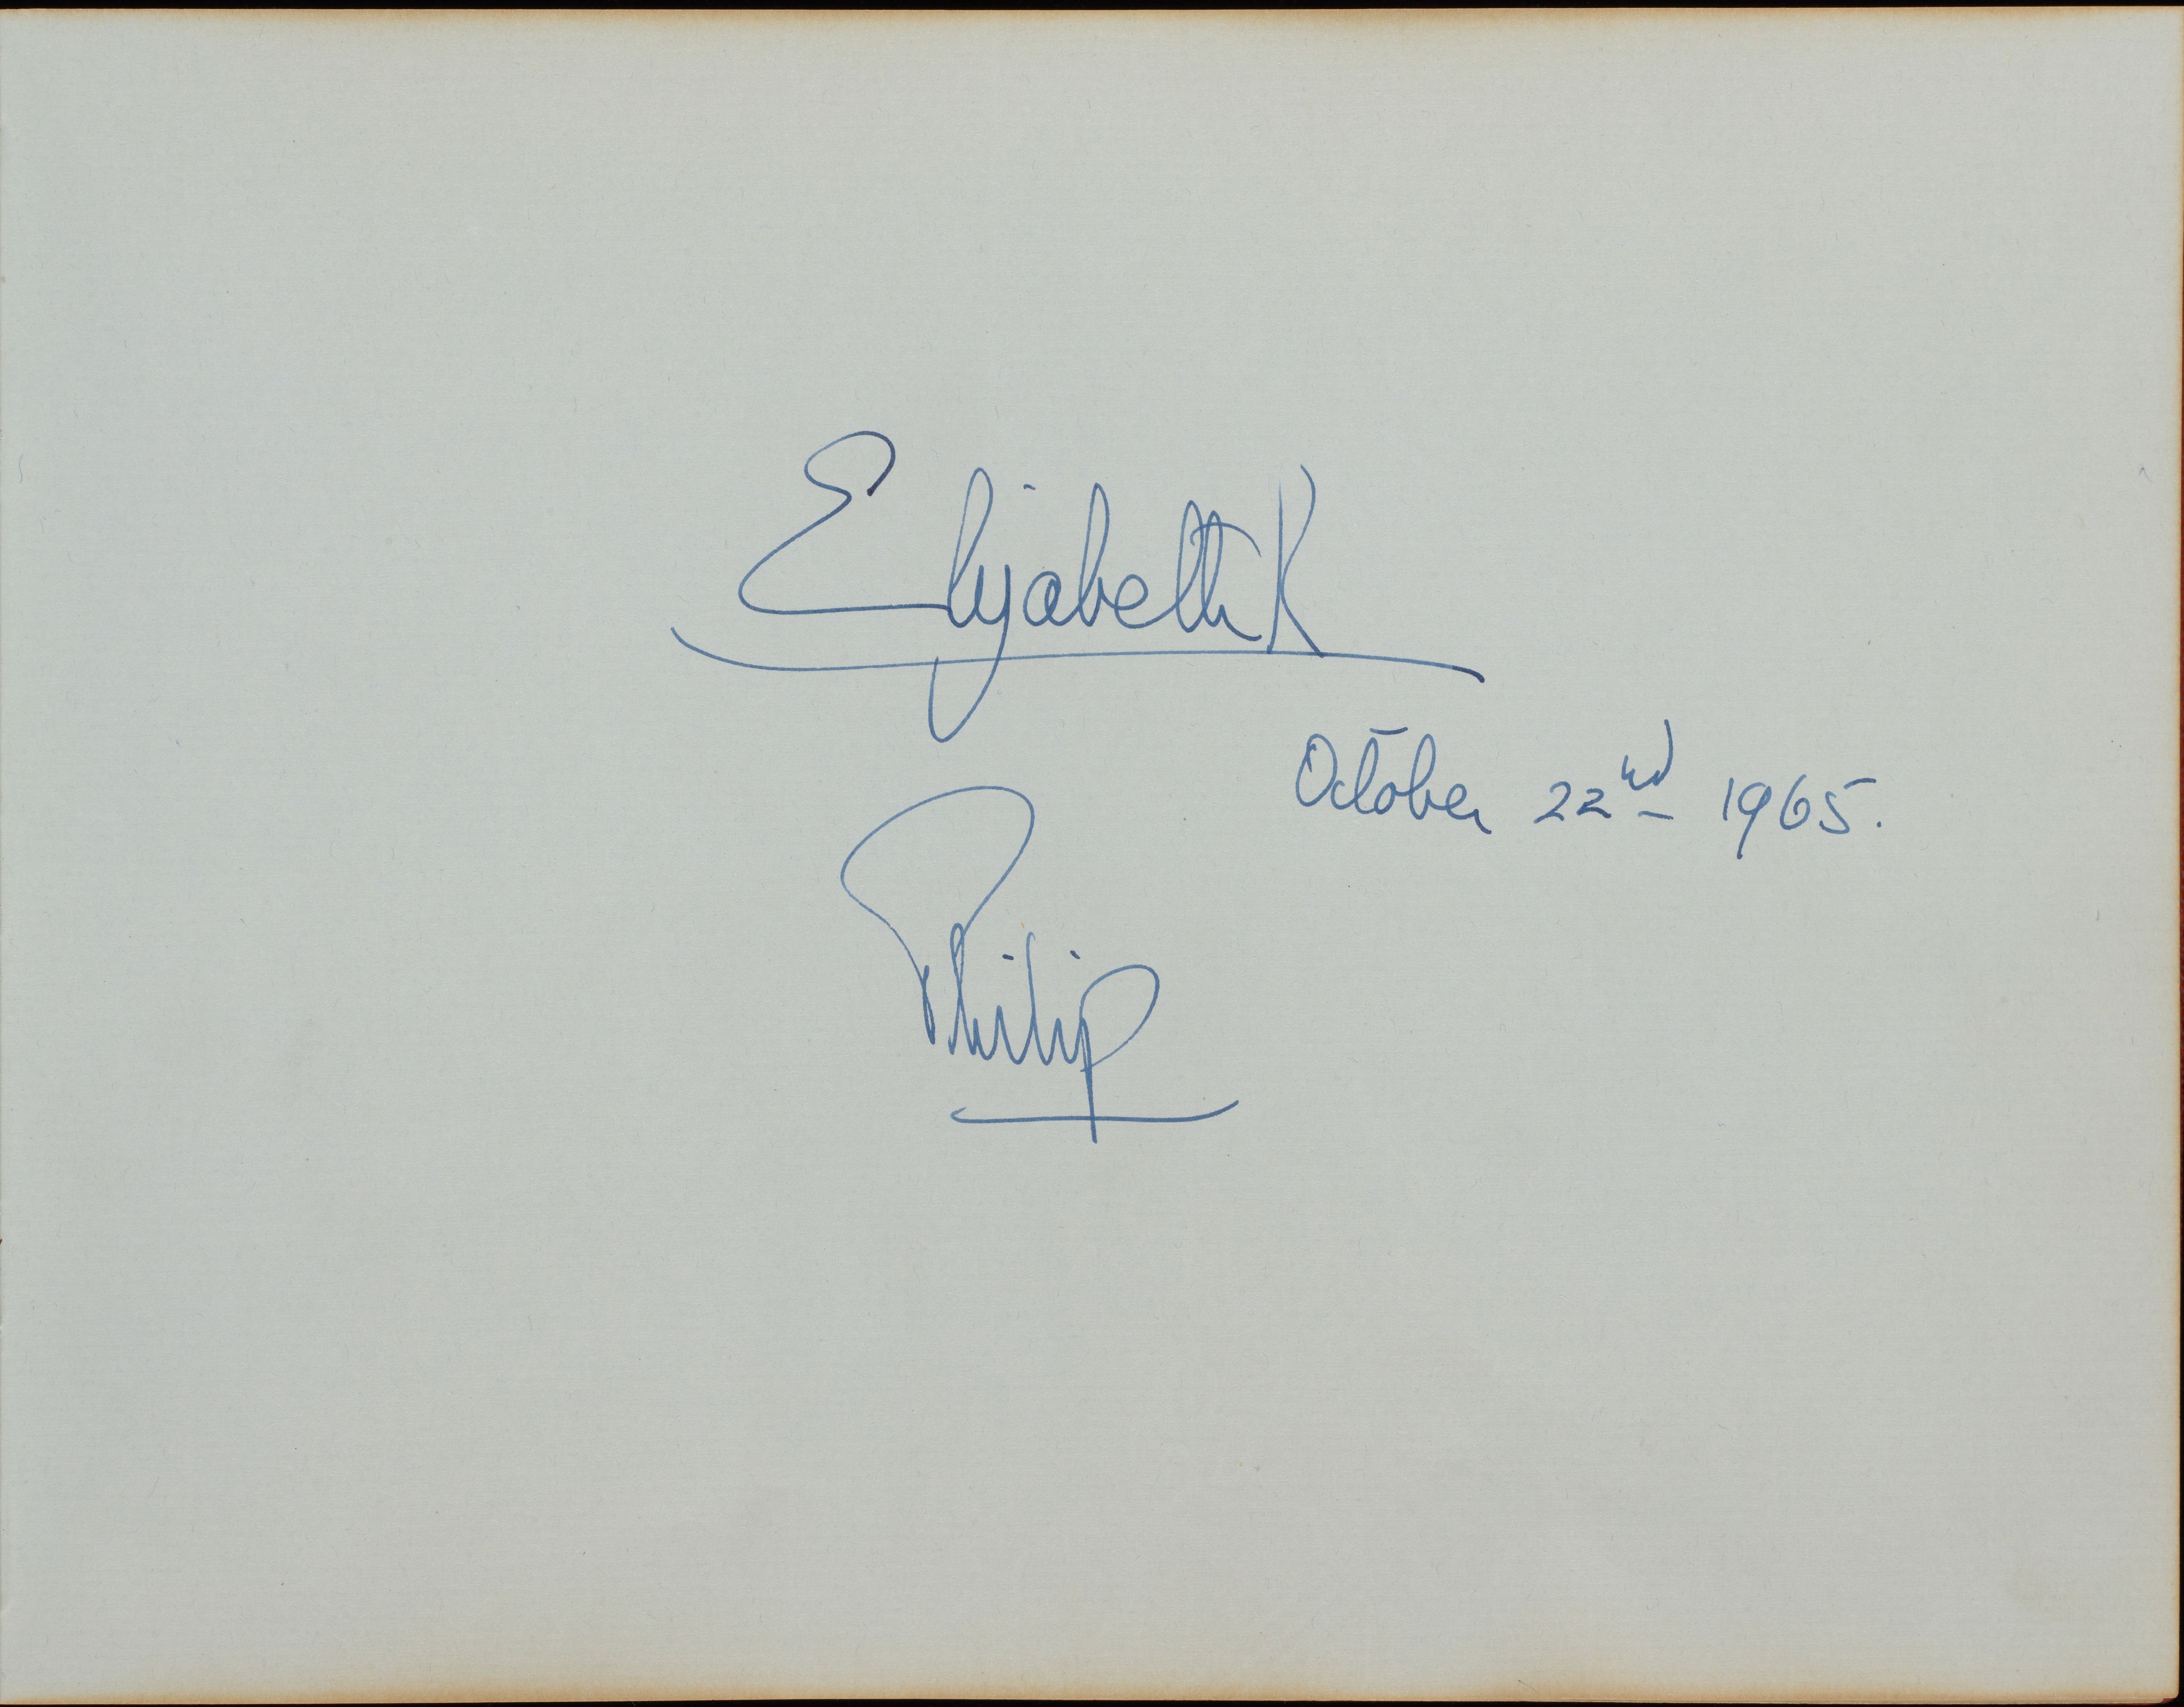 Elizabeth R
October 22nd 1965.
Philip